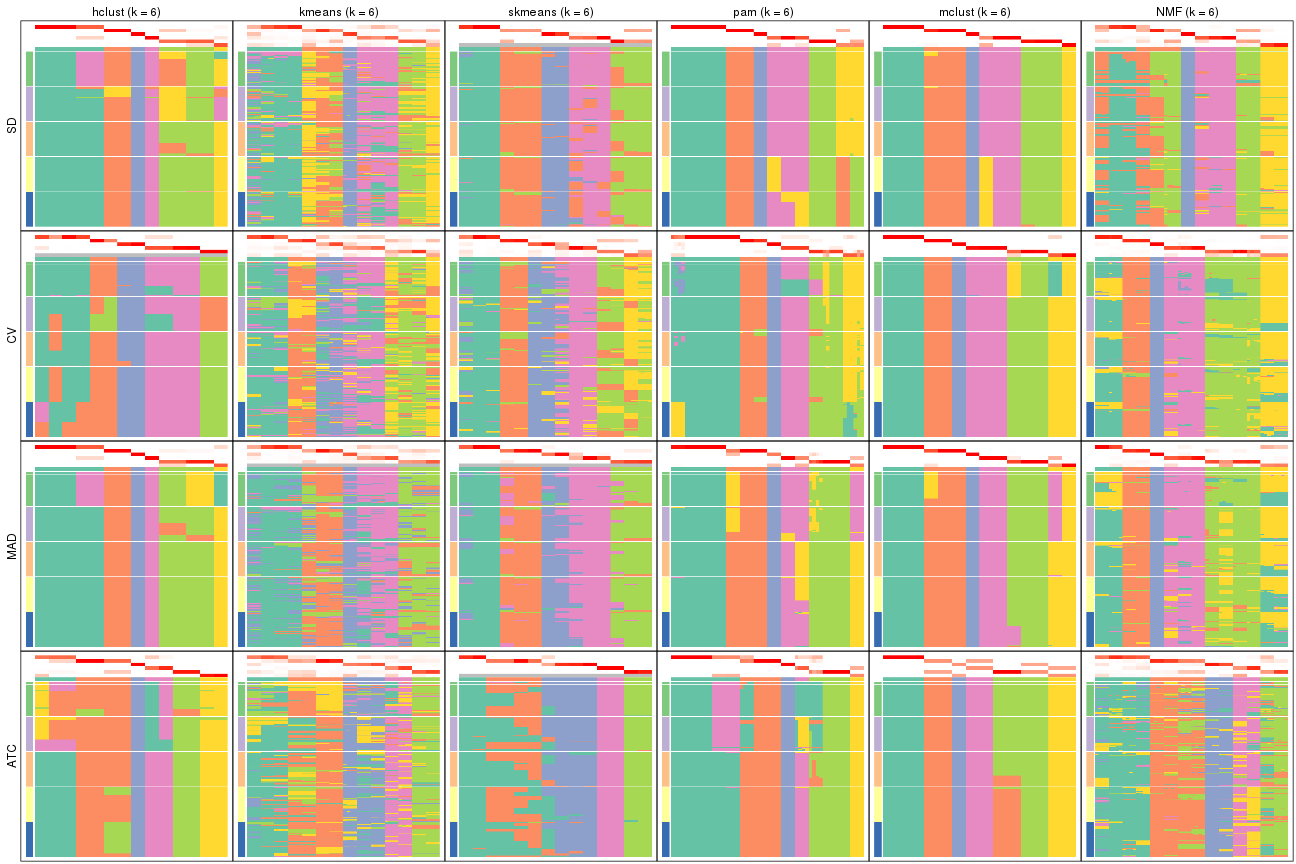 hclust (k = 6)
kmeans (k = 6)
skmeans (k = 6)
pam (k = 6)
mclust (k = 6)
NMF (k = 6)
SD
CV
MAD
ATC